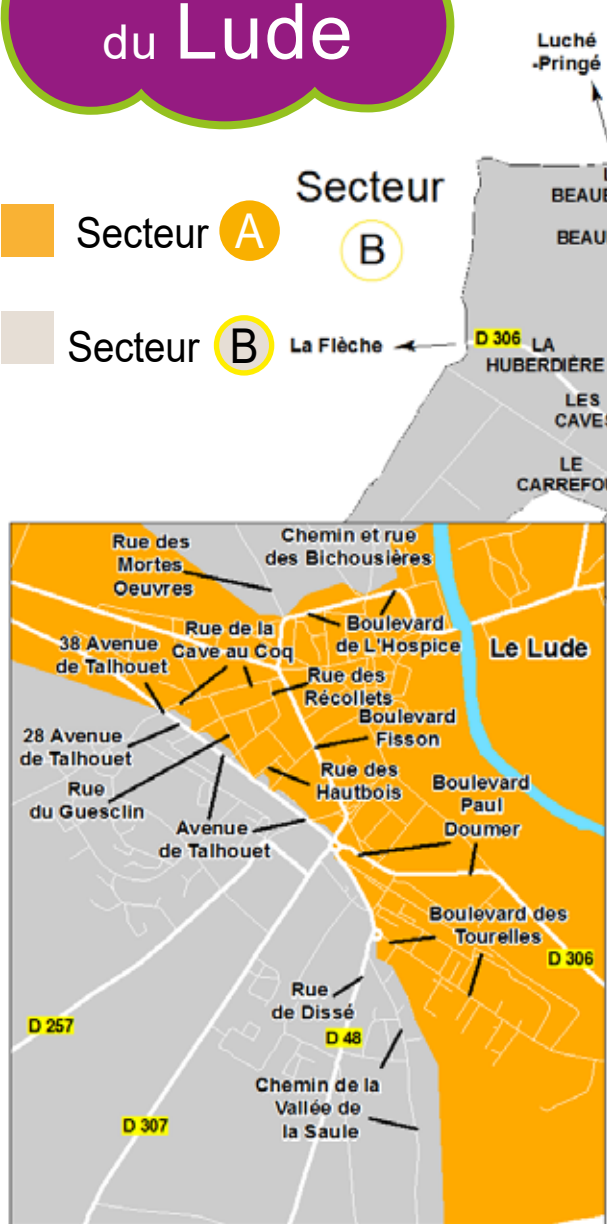 du Lude
Luché
-Pringé
Secteur A
Secteur
B
Secteur B
La Flèche
D 306
LA
HUBERDIÈRE
LES
CAVES
LE
Rue des
Mortes
Oeuvres
Chemin et rue
des Bichousières
38 Avenue
de Talhouet
Rue de la
Cave au Coq
Boulevard
de L'Hospice
Le Lude
Rue des
Récollets
28 Avenue
de Talhouet
Boulevard
Fisson
Rue
du Guesclin
Rue des
Hautbois
Boulevard
Paul
Doumer
Avenue
de Talhouet
Boulevard des
Tourelles
D 306
Rue
de Dissé
D 257
D 48
Chemin de la
Vallée de
la Saule
D 307